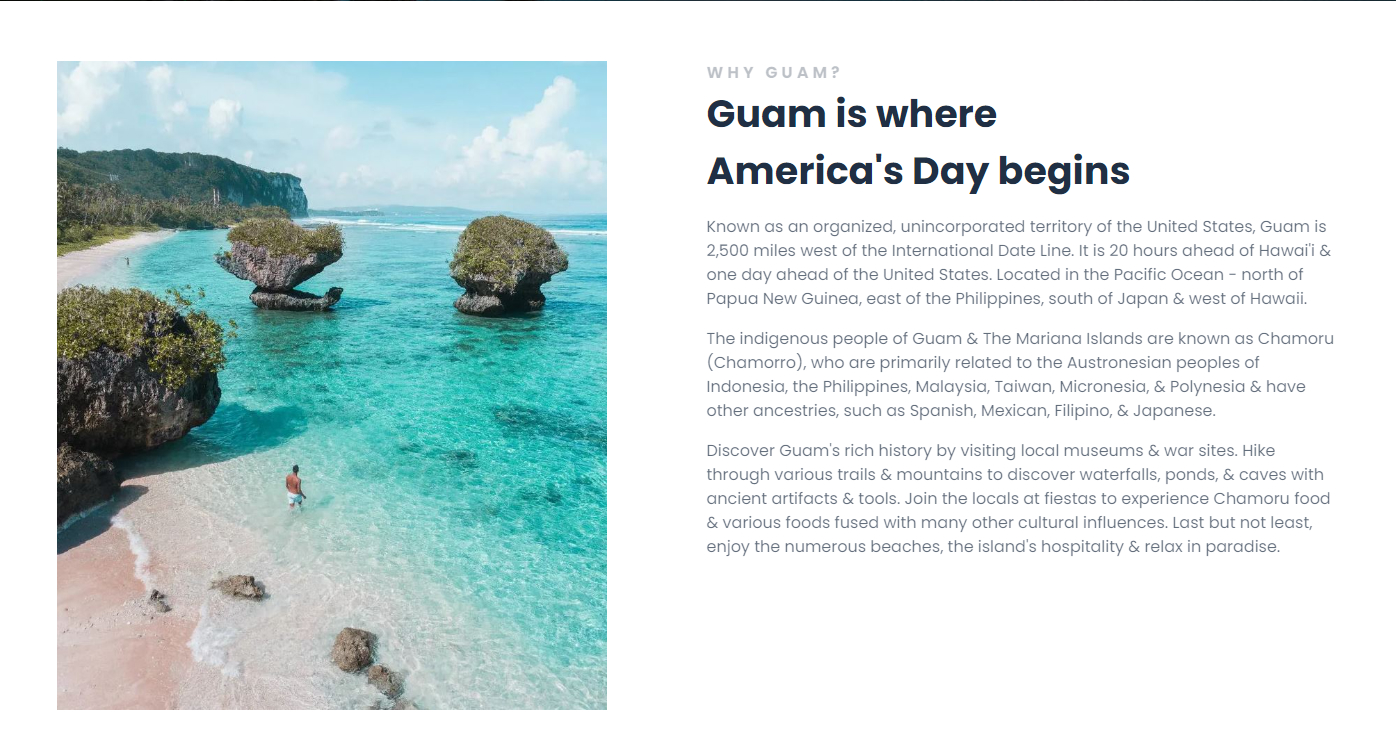 WHY GUAM?
Guam is where
America's Day begins
Known as an organized, unincorporated territory of the United States, Guam is
2,500 miles west of the International Date Line. It is 20 hours ahead of Hawai'i &
one day ahead of the United States. Located in the Pacific Ocean - north of
Papua New Guinea, east of the Philippines, south of Japan & west of Hawaii.
The indigenous people of Guam & The Mariana Islands are known as Chamoru
(Chamorro), who are primarily related to the Austronesian peoples of
Indonesia, the Philippines, Malaysia, Taiwan, Micronesia, & Polynesia & have
other ancestries, such as Spanish, Mexican, Filipino, & Japanese.
Discover Guam's rich history by visiting local museums & war sites. Hike
through various trails & mountains to discover waterfalls, ponds, & caves with
ancient artifacts & tools. Join the locals at fiestas to experience Chamoru food
& various foods fused with many other cultural influences. Last but not least,
enjoy the numerous beaches, the island's hospitality & relax in paradise.